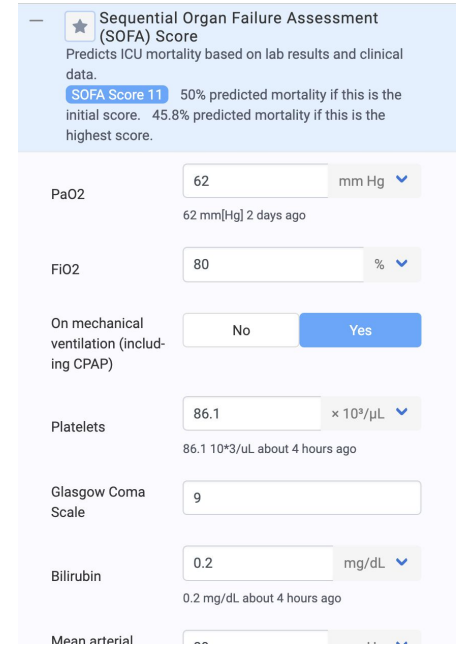 Sequential Organ Failure Assessment
(SOFA) Score
Predicts ICU mortality based on lab results and clinical
data.
SOFA Score 11 50% predicted mortality if this is the
initial score. 45.8% predicted mortality if this is the
highest score.
PaO2
62 mm Hg
62 mm[Hg] 2 days ago
FiO2
80 %
On mechanical
ventilation (includ-
ing CPAP)
No Yes
Platelets
86.1 × 10³/µL
86.1 10*3/uL about 4 hours ago
Glasgow Coma
Scale
9
Bilirubin
0.2 mg/dL
0.2 mg/dL about 4 hours ago
Mean arterial